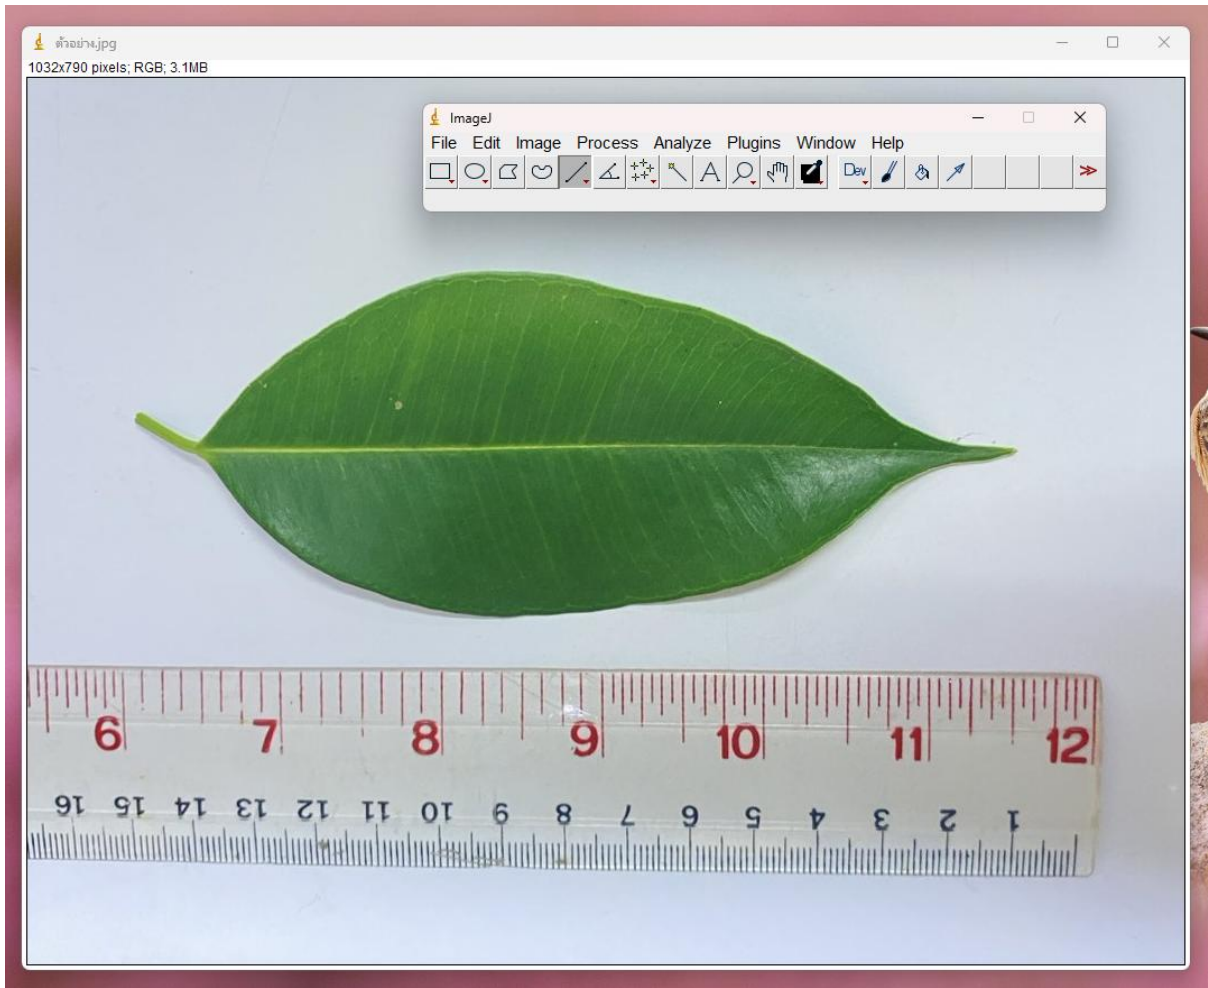 ตัวอย่าง.jpg
1032x790 pixels; RGB; 3.1MB
ImageJ
File Edit Image Process Analyze Plugins Window Help
Dev
6 7 8 9 10 11 12
16 15 14 13 12 11 10 9 8 7 6 5 4 3 2 1